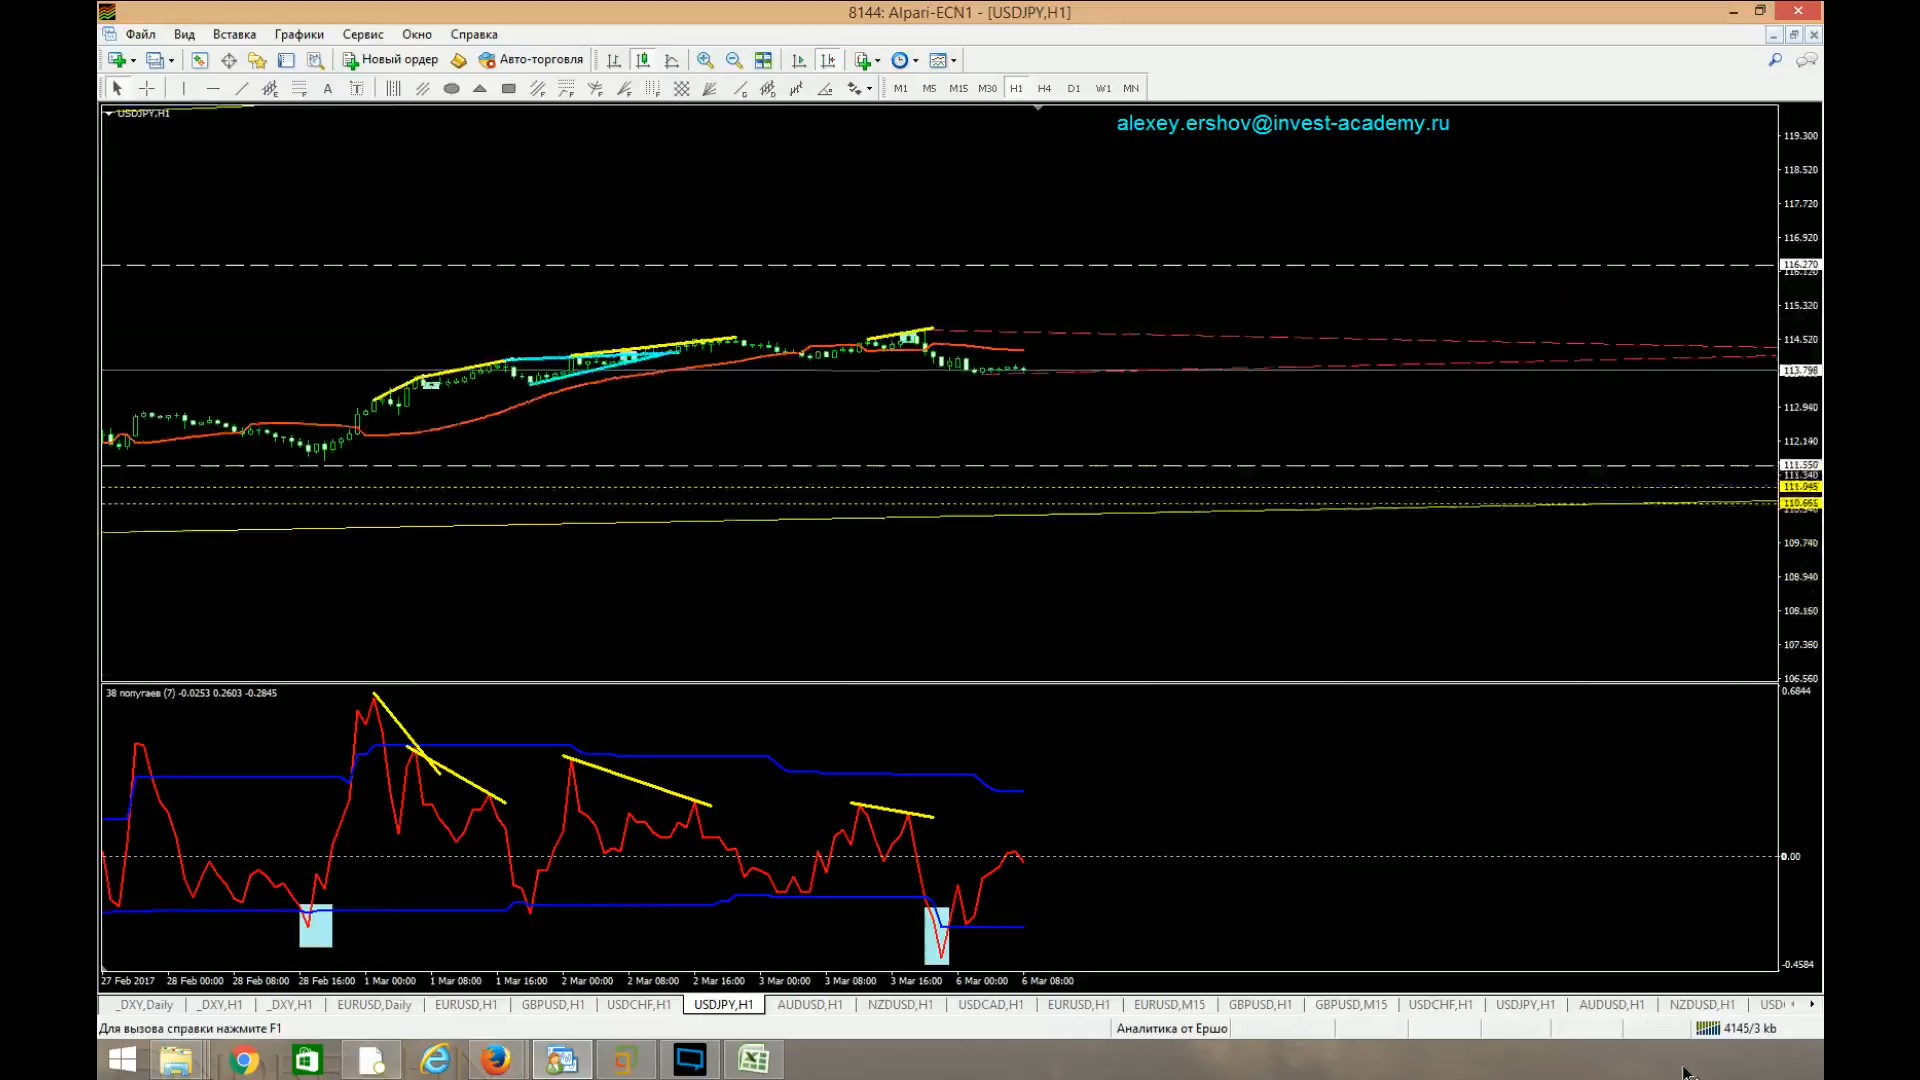 8144: Alpari-ECN1 - [USDJPY,H1]
Файл Вид Вставка Графики Сервис Окно Справка
Новый ордер Авто-торговля
A T M1 M5 M15 M30 H1 H4 D1 W1 MN
USDJPY,H1
alexey.ershov@invest-academy.ru
119.300
118.520
117.720
116.920
116.270
115.320
114.520
113.798
112.940
112.140
111.550
111.340
109.740
108.940
109.150
107.390
106.560
38 попугаев (7) -0.0253 0.2603 -0.2845
0.6844
0.00
-0.4584
27 Feb 2017 28 Feb 00:00 28 Feb 08:00 28 Feb 16:00 1 Mar 00:00 1 Mar 08:00 1 Mar 16:00 2 Mar 00:00 2 Mar 08:00 2 Mar 16:00 3 Mar 00:00 3 Mar 08:00 3 Mar 16:00 6 Mar 00:00 6 Mar 08:00
_DXY,Daily _DXY,H1 _DXY,H1 EURUSD,Daily EURUSD,H1 GBPUSD,H1 USDCHF,H1 USDJPY,H1 AUDUSD,H1 NZDUSD,H1 USDCAD,H1 EURUSD,H1 EURUSD,M15 GBPUSD,H1 GBPUSD,M15 USDCHF,H1 USDJPY,H1 AUDUSD,H1 NZDUSD,H1
Для вызова справки нажмите F1 Аналитика от Ершо 4145/3 kb